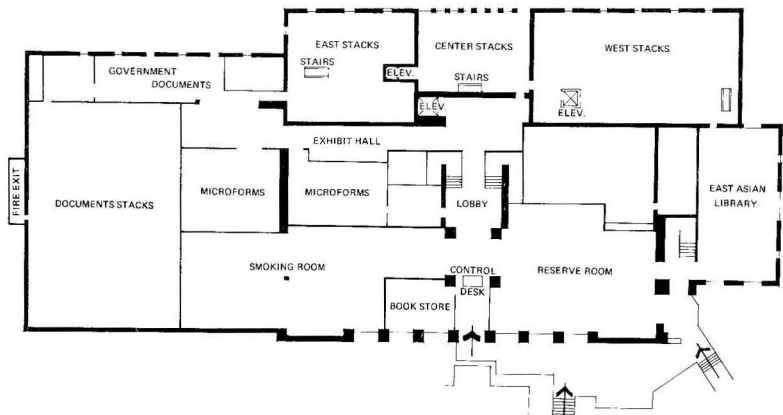 EAST STACKS
STAIRS
ELEV.
CENTER STACKS
STAIRS
ELEV.
WEST STACKS
ELEV.
GOVERNMENT
DOCUMENTS
EXHIBIT HALL
FIRE EXIT
DOCUMENTS STACKS
MICROFORMS
MICROFORMS
LOBBY
EAST ASIAN
LIBRARY
SMOKING ROOM
CONTROL
DESK
RESERVE ROOM
BOOK STORE